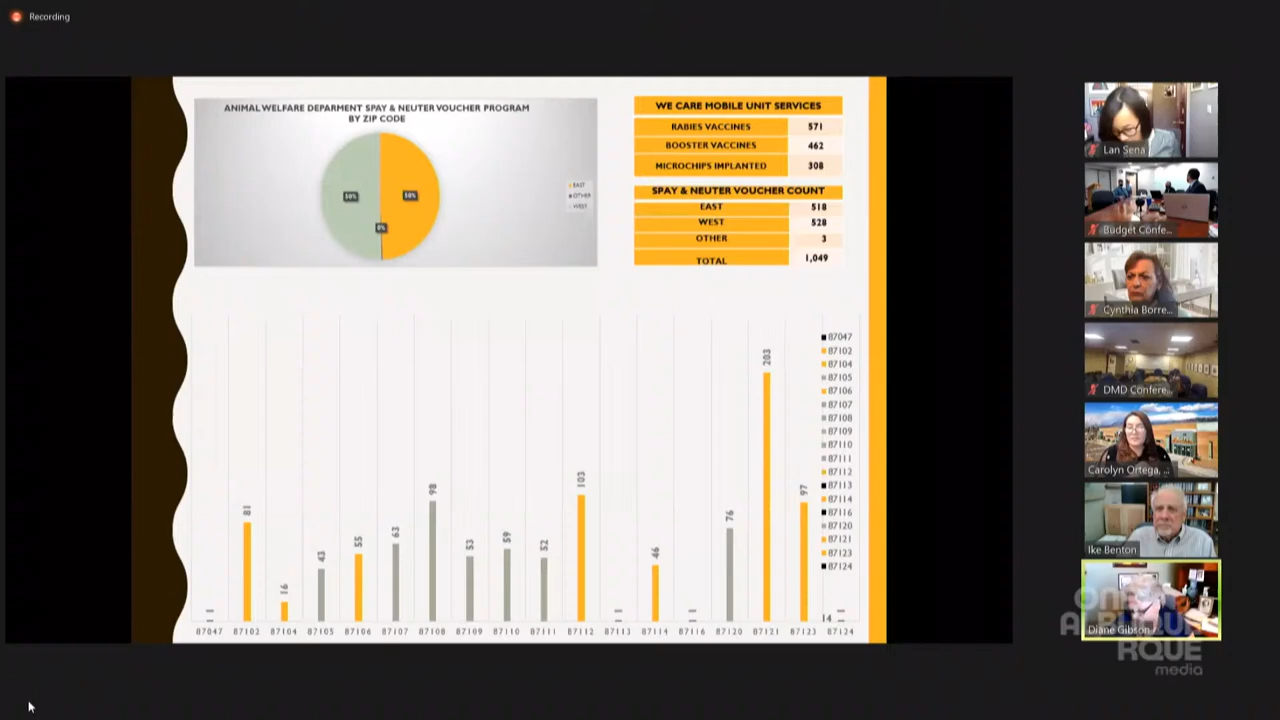 Recording
ANIMAL WELFARE DEPARMENT SPAY & NEUTER VOUCHER PROGRAM
BY ZIP CODE
50%
50%
0%
EAST
OTHER
WEST
WE CARE MOBILE UNIT SERVICES
RABIES VACCINES 571
BOOSTER VACCINES 462
MICROCHIPS IMPLANTED 308
SPAY & NEUTER VOUCHER COUNT
EAST 518
WEST 528
OTHER 3
TOTAL 1,049
81
16
43
55
63
98
53
59
52
103
46
76
203
97
14
87047 87102 87104 87105 87106 87107 87108 87109 87110 87111 87112 87113 87114 87116 87120 87121 87123 87124
87047
87102
87104
87105
87106
87107
87108
87109
87110
87111
87112
87113
87114
87116
87120
87121
87123
87124
Lan Sena
Budget Confe...
Cynthia Borre...
DMD Confere...
Carolyn Ortega, ...
Ike Benton
Diane Gibson
RQUE
media